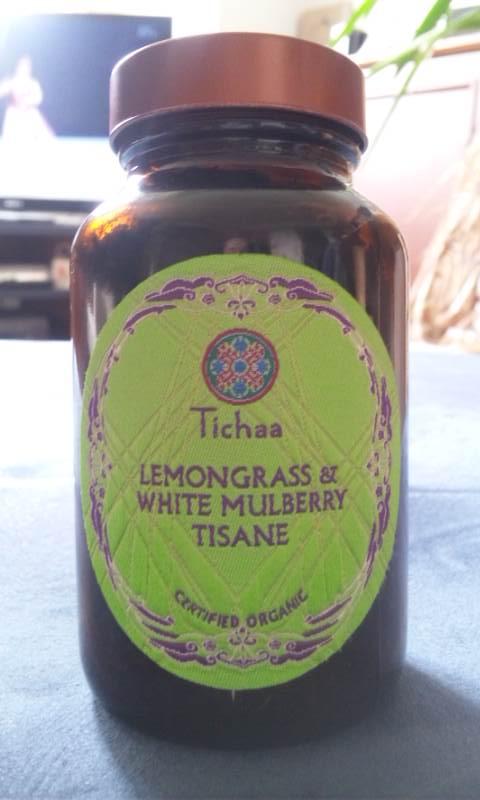 Tichaa
LEMONGRASS &
WHITE MULBERRY
TISANE
CERTIFIED ORGANIC